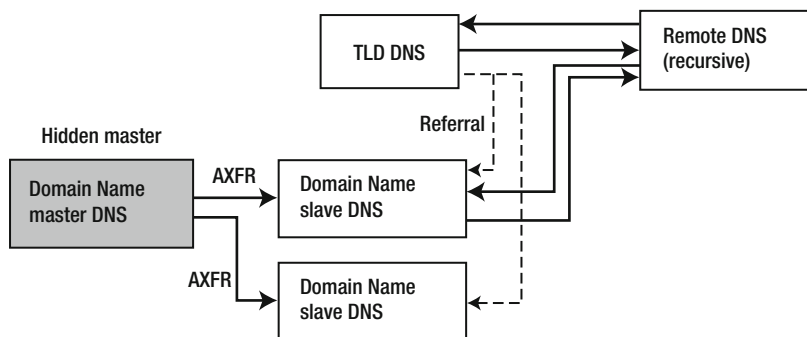 TLD DNS
Remote DNS
(recursive)
Referral
Hidden master
AXFR
Domain Name
master DNS
Domain Name
slave DNS
AXFR
Domain Name
slave DNS